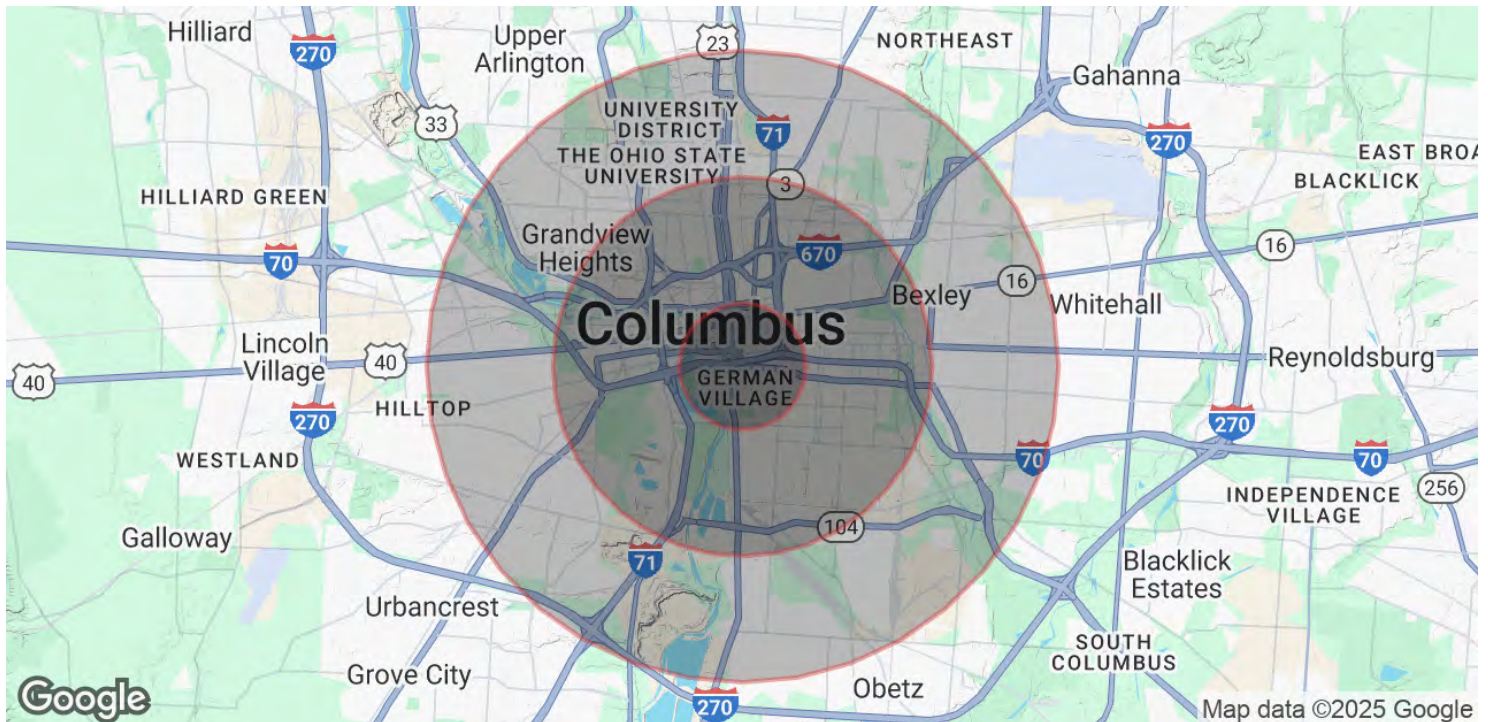 Hilliard
270
Upper
Arlington
23
NORTHEAST
Gahanna
33
UNIVERSITY
DISTRICT
71
270
THE OHIO STATE
UNIVERSITY
3
EAST BROA
BLACKLICK
HILLIARD GREEN
Grandview
Heights
70
670
16
16
Bexley
Whitehall
Columbus
Lincoln
Village
40
40
Reynoldsburg
GERMAN
VILLAGE
HILLTOP
270
270
WESTLAND
70
70
256
INDEPENDENCE
VILLAGE
Galloway
104
71
Blacklick
Estates
Urbancrest
SOUTH
COLUMBUS
Grove City
Obetz
270
Google
Map data ©2025 Google